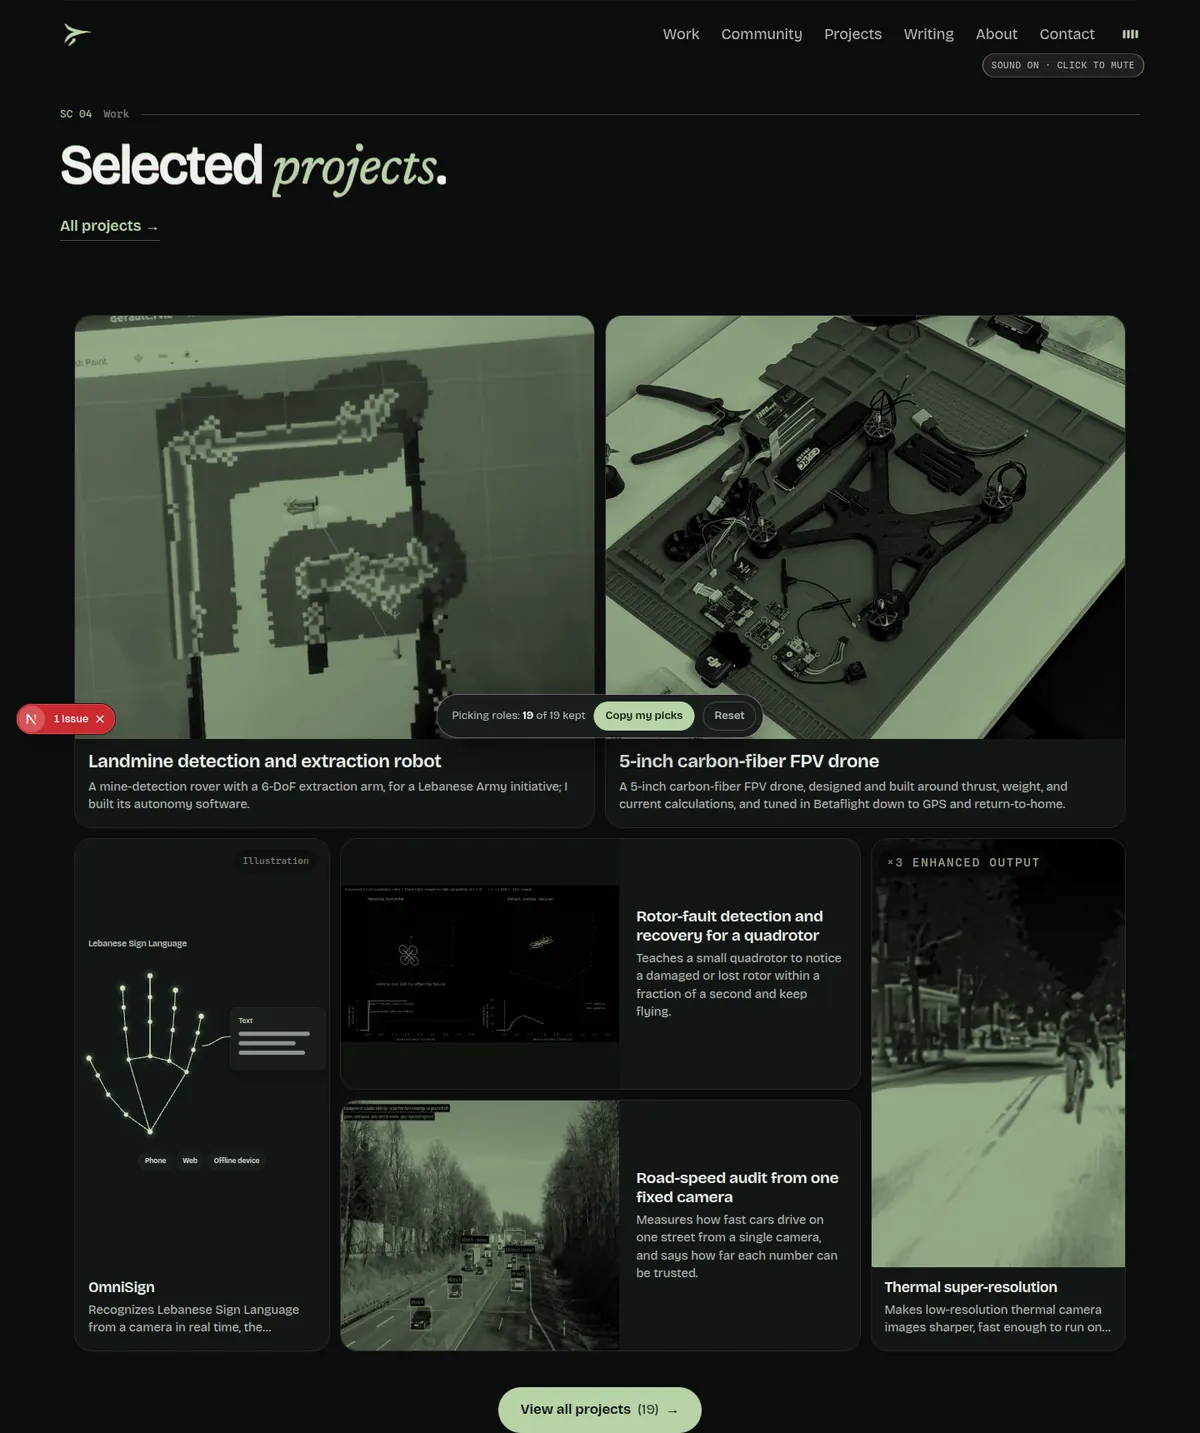 Work Community Projects Writing About Contact
SOUND ON · CLICK TO MUTE
SC 04 Work
Selected projects.
All projects →
Landmine detection and extraction robot
A mine-detection rover with a 6-DoF extraction arm, for a Lebanese Army initiative; I
built its autonomy software.
5-inch carbon-fiber FPV drone
A 5-inch carbon-fiber FPV drone, designed and built around thrust, weight, and
current calculations, and tuned in Betaflight down to GPS and return-to-home.
N 1 Issue ×
Picking roles: 19 of 19 kept Copy my picks Reset
Illustration
Lebanese Sign Language
Text
Phone Web Offline device
OmniSign
Recognizes Lebanese Sign Language
from a camera in real time, the...
Rotor-fault detection and
recovery for a quadrotor
Teaches a small quadrotor to notice
a damaged or lost rotor within a
fraction of a second and keep
flying.
Road-speed audit from one
fixed camera
Measures how fast cars drive on
one street from a single camera,
and says how far each number can
be trusted.
×3 ENHANCED OUTPUT
Thermal super-resolution
Makes low-resolution thermal camera
images sharper, fast enough to run on...
View all projects (19) →